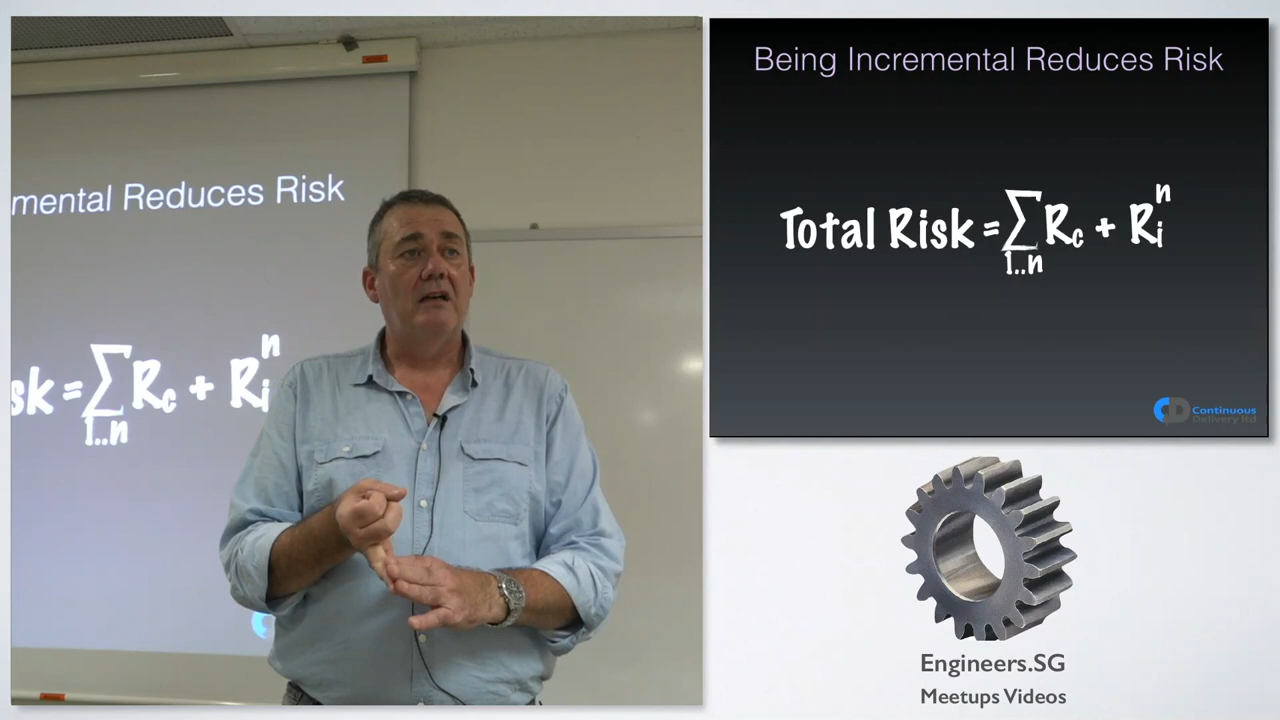 mental Reduces Risk
sk = ∑ Rc + Ri^n
1..n
Being Incremental Reduces Risk
Total Risk = ∑ Rc + Ri^n
1..n
CD Continuous
Delivery ltd
Engineers.SG
Meetups Videos